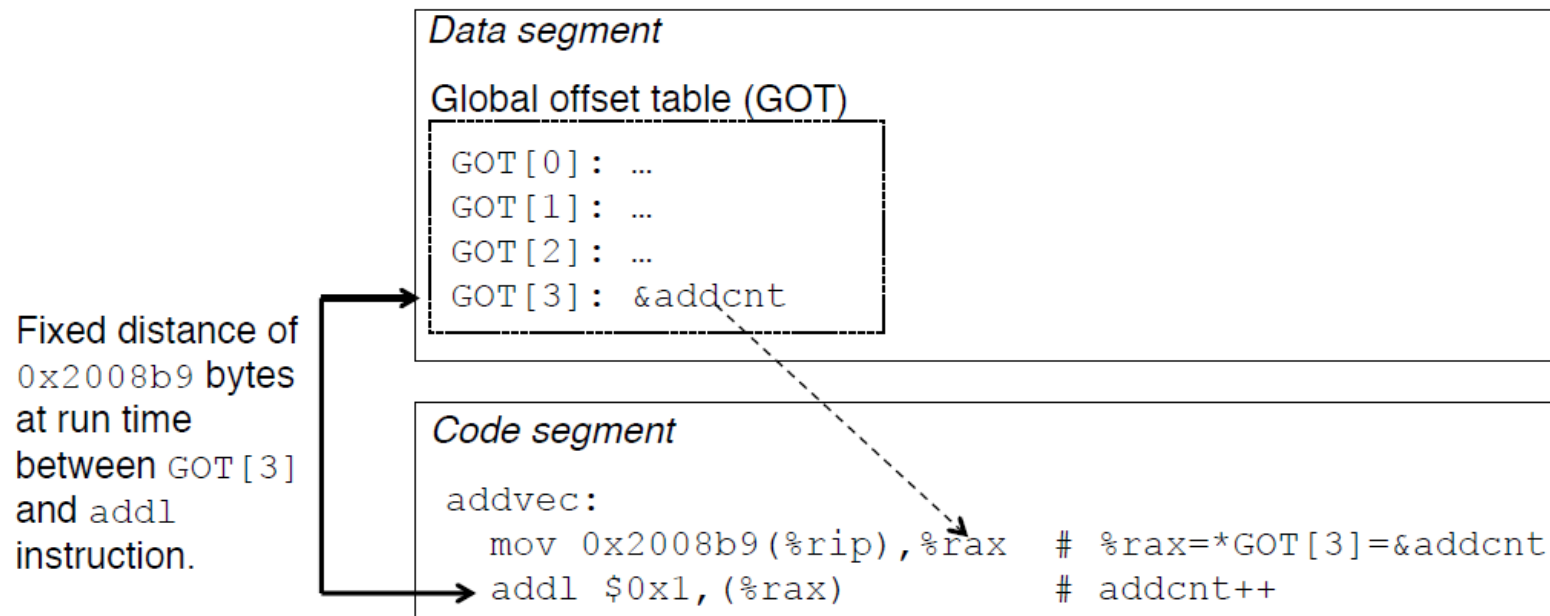 Data segment
Global offset table (GOT)
GOT[0]: …
GOT[1]: …
GOT[2]: …
GOT[3]: &addcnt
Fixed distance of
0x2008b9 bytes
at run time
between GOT[3]
and addl
instruction.
Code segment
addvec:
mov 0x2008b9(%rip),%rax # %rax=*GOT[3]=&addcnt
addl $0x1,(%rax) # addcnt++